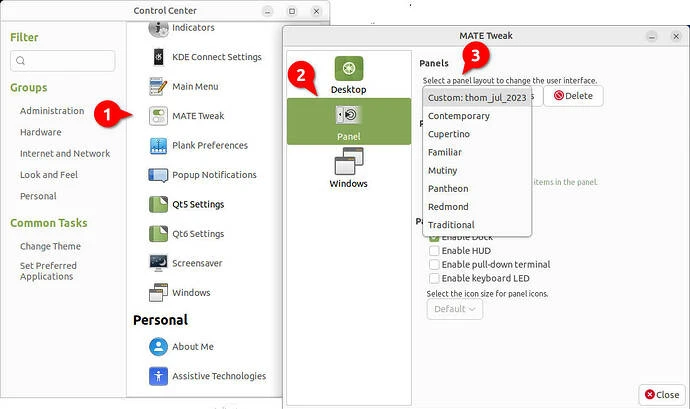 Control Center
Filter
Groups
Administration
Hardware
Internet and Network
Look and Feel
Personal
Common Tasks
Change Theme
Set Preferred
Applications
Indicators
KDE Connect Settings
Main Menu
1
MATE Tweak
Plank Preferences
Popup Notifications
Qt5 Settings
Qt6 Settings
Screensaver
Windows
Personal
About Me
Assistive Technologies
MATE Tweak
2
Desktop
Panel
Windows
3
Panels
Select a panel layout to change the user interface.
Custom: thom_jul_2023
Delete
Contemporary
Cupertino
Familiar
Mutiny
items in the panel.
Pantheon
Redmond
Traditional
Enable Dock
Enable HUD
Enable pull-down terminal
Enable keyboard LED
Select the icon size for panel icons.
Default
Close